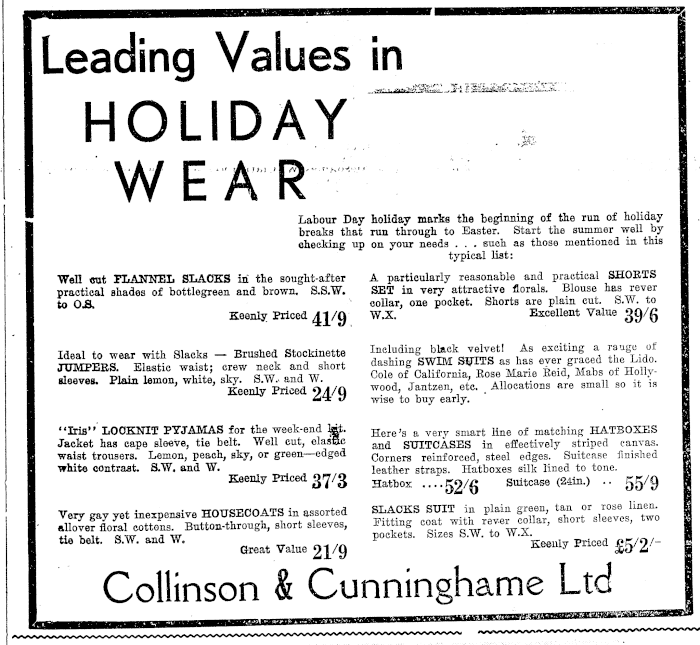 Leading Values in
HOLIDAY
WEAR
Labour Day holiday marks the beginning of the run of holiday
breaks that run through to Easter. Start the summer well by
checking up on your needs . . . such as those mentioned in this
typical list:
Well cut FLANNEL SLACKS in the sought-after
practical shades of bottlegreen and brown. S.S.W.
to O.S.
Keenly Priced 41/9
Ideal to wear with Slacks — Brushed Stockinette
JUMPERS. Elastic waist; crew neck and short
sleeves. Plain lemon, white, sky. S.W. and W.
Keenly Priced 24/9
"Iris" LOCKNIT PYJAMAS for the week-end
Jacket has cape sleeve, tie belt. Well cut, elastic
waist trousers. Lemon, peach, sky, or green—edged
white contrast. S.W. and W.
Keenly Priced 37/3
Very gay yet inexpensive HOUSECOATS in assorted
allover floral cottons. Button-through, short sleeves,
tie belt. S.W. and W.
Great Value 21/9
A particularly reasonable and practical SHORTS
SET in very attractive florals. Blouse has rever
collar, one pocket. Shorts are plain cut. S.W. to
W.X. Excellent Value 39/6
Including black velvet! As exciting a range of
dashing SWIM SUITS as has ever graced the Lido.
Cole of California, Rose Marie Reid, Mabs of Holly-
wood, Jantzen, etc. Allocations are small so it is
wise to buy early.
Here's a very smart line of matching HATBOXES
and SUITCASES in effectively striped canvas.
Corners reinforced, steel edges. Suitcase finished
leather straps. Hatboxes silk lined to tone.
Hatbox ....52/6 Suitcase (24in.) .. 55/9
SLACKS SUIT in plain green, tan or rose linen.
Fitting coat with rever collar, short sleeves, two
pockets. Sizes S.W. to W.X.
Keenly Priced £5/2/-
Collinson & Cunninghame Ltd